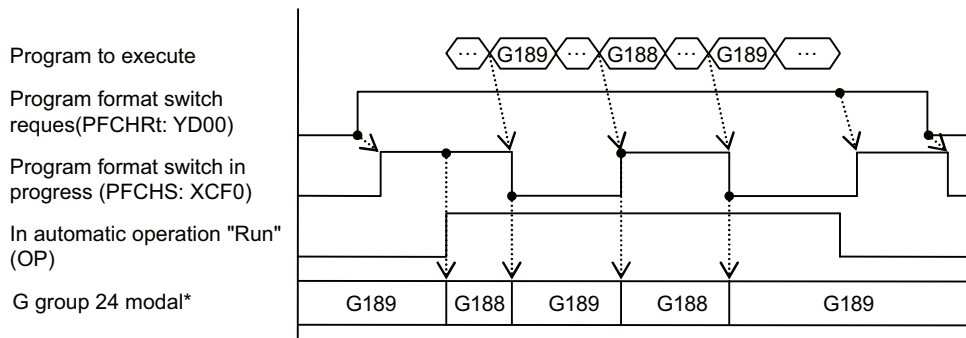 Program to execute
··· G189 ··· G188 ··· G189 ···
Program format switch
reques(PFCHRt: YD00)
Program format switch in
progress (PFCHS: XCF0)
In automatic operation "Run"
(OP)
G group 24 modal*
G189 G188 G189 G188 G189